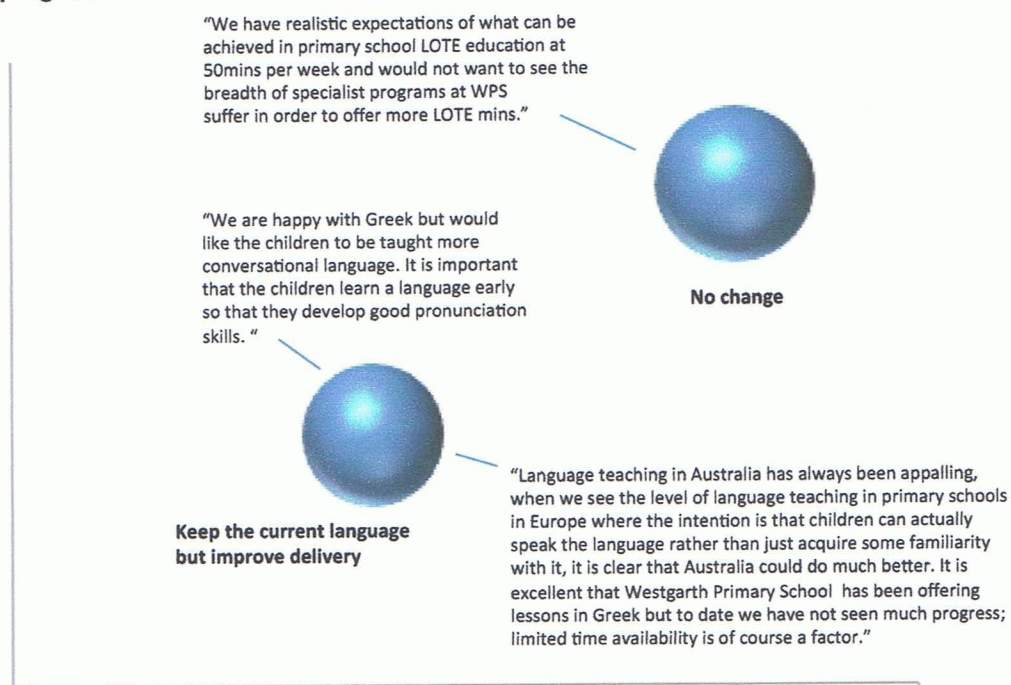 “We have realistic expectations of what can be
achieved in primary school LOTE education at
50mins per week and would not want to see the
breadth of specialist programs at WPS
suffer in order to offer more LOTE mins.”
No change
“We are happy with Greek but would
like the children to be taught more
conversational language. It is important
that the children learn a language early
so that they develop good pronunciation
skills. “
Keep the current language
but improve delivery
“Language teaching in Australia has always been appalling,
when we see the level of language teaching in primary schools
in Europe where the intention is that children can actually
speak the language rather than just acquire some familiarity
with it, it is clear that Australia could do much better. It is
excellent that Westgarth Primary School  has been offering
lessons in Greek but to date we have not seen much progress;
limited time availability is of course a factor.”